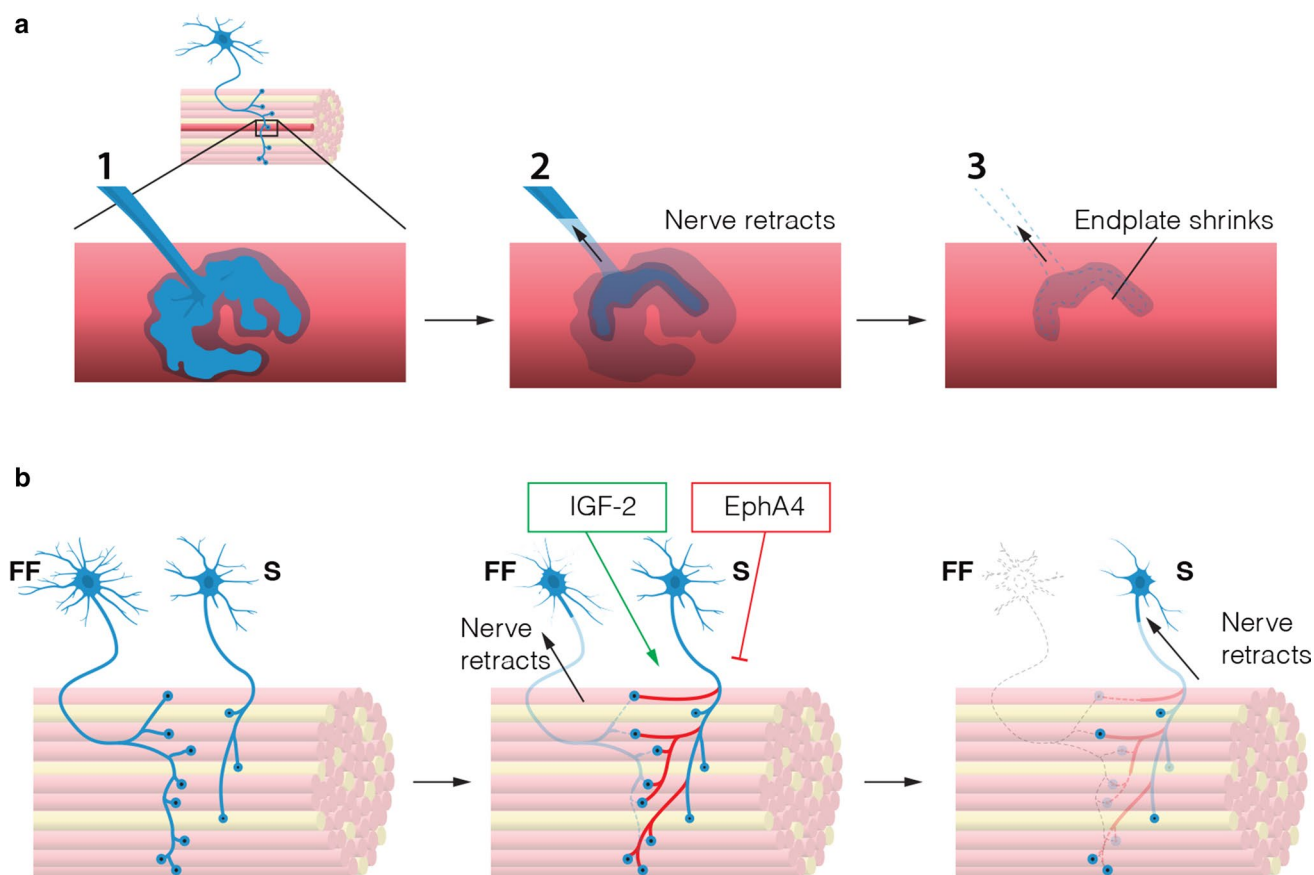 a
1
2
3
Nerve retracts
Endplate shrinks
b
IGF-2
EphA4
FF
S
FF
S
FF
S
Nerve
retracts
Nerve
retracts